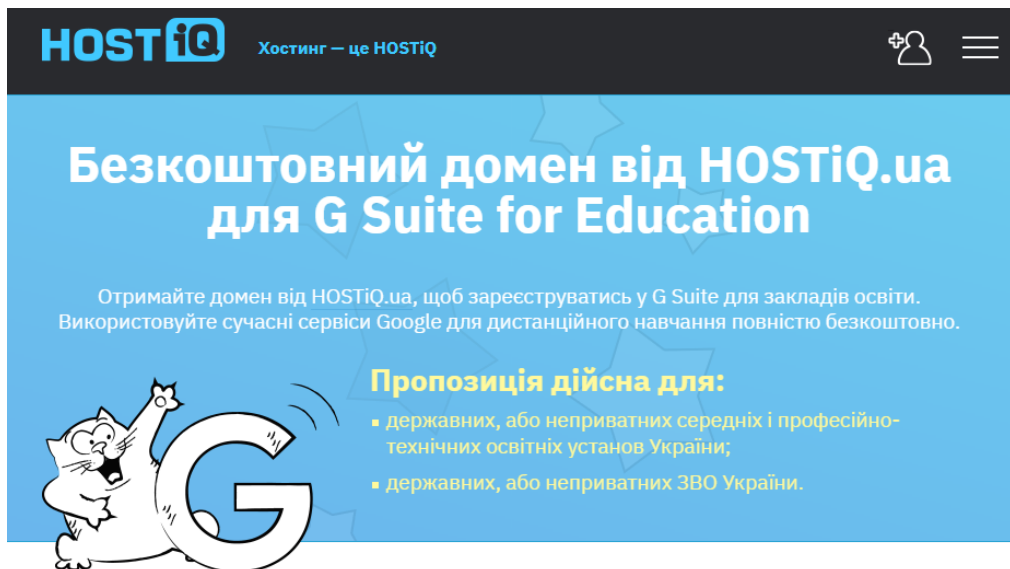 HOSTiQ Хостинг — це HOSTiQ
Безкоштовний домен від HOSTiQ.ua
для G Suite for Education
Отримайте домен від HOSTiQ.ua, щоб зареєструватись у G Suite для закладів освіти.
Використовуйте сучасні сервіси Google для дистанційного навчання повністю безкоштовно.
Пропозиція дійсна для:
▪ державних, або неприватних середніх і професійно-
технічних освітніх установ України;
▪ державних, або неприватних ЗВО України.
G